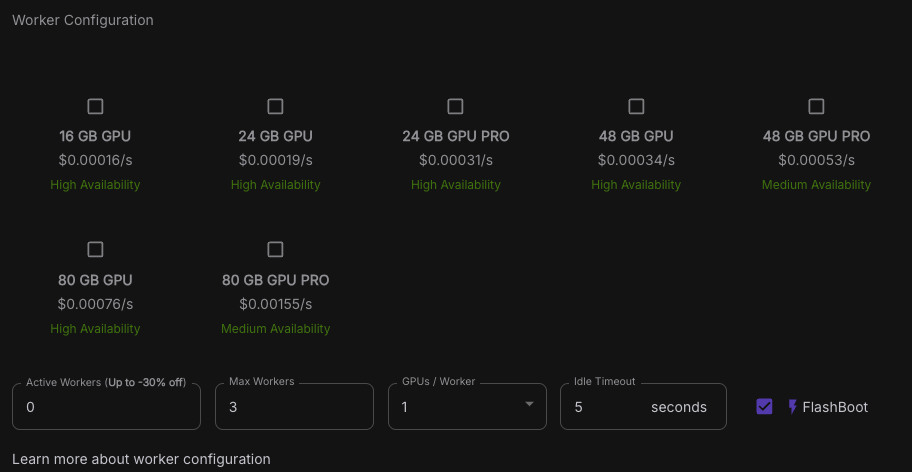 Worker Configuration
16 GB GPU
$0.00016/s
High Availability
24 GB GPU
$0.00019/s
High Availability
24 GB GPU PRO
$0.00031/s
High Availability
48 GB GPU
$0.00034/s
High Availability
48 GB GPU PRO
$0.00053/s
Medium Availability
80 GB GPU
$0.00076/s
High Availability
80 GB GPU PRO
$0.00155/s
Medium Availability
Active Workers (Up to -30% off)
0
Max Workers
3
GPUs / Worker
1
Idle Timeout
5 seconds
FlashBoot
Learn more about worker configuration